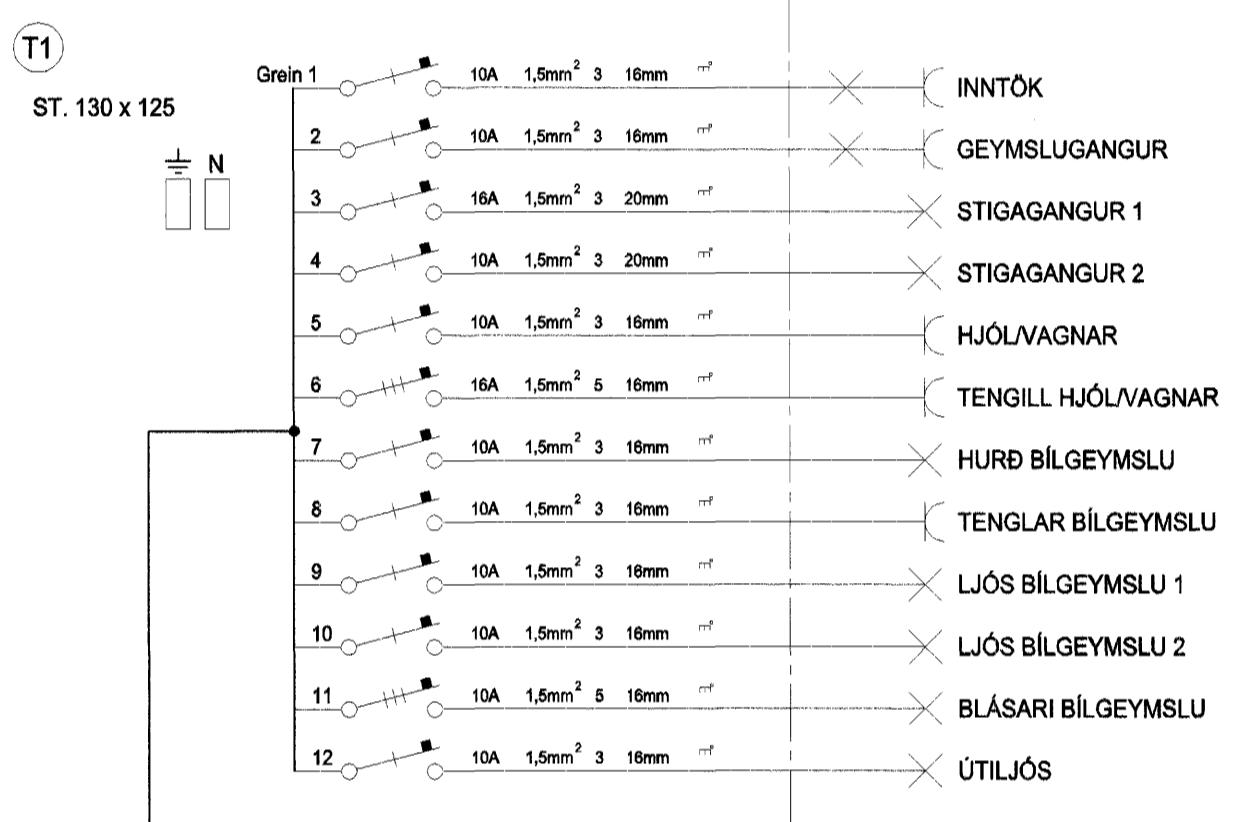 T1
ST. 130 x 125
N
Grein 1 10A 1,5mm² 3 16mm INNTÖK
2 10A 1,5mm² 3 16mm GEYMSLUGANGUR
3 16A 1,5mm² 3 20mm STIGAGANGUR 1
4 10A 1,5mm² 3 20mm STIGAGANGUR 2
5 10A 1,5mm² 3 16mm HJÓL/VAGNAR
6 16A 1,5mm² 5 16mm TENGILL HJÓL/VAGNAR
7 10A 1,5mm² 3 16mm HURÐ BÍLGEYMSLU
8 10A 1,5mm² 3 16mm TENGLAR BÍLGEYMSLU
9 10A 1,5mm² 3 16mm LJÓS BÍLGEYMSLU 1
10 10A 1,5mm² 3 16mm LJÓS BÍLGEYMSLU 2
11 10A 1,5mm² 5 16mm BLÁSARI BÍLGEYMSLU
12 10A 1,5mm² 3 16mm ÚTILJÓS